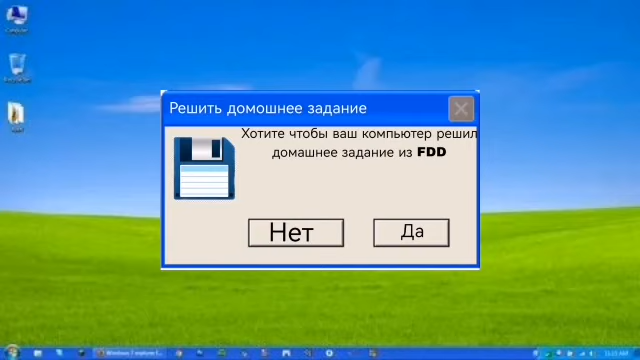 Решить домошнее задание
Хотите чтобы ваш компьютер решил
домашнее задание из FDD
Нет
Да